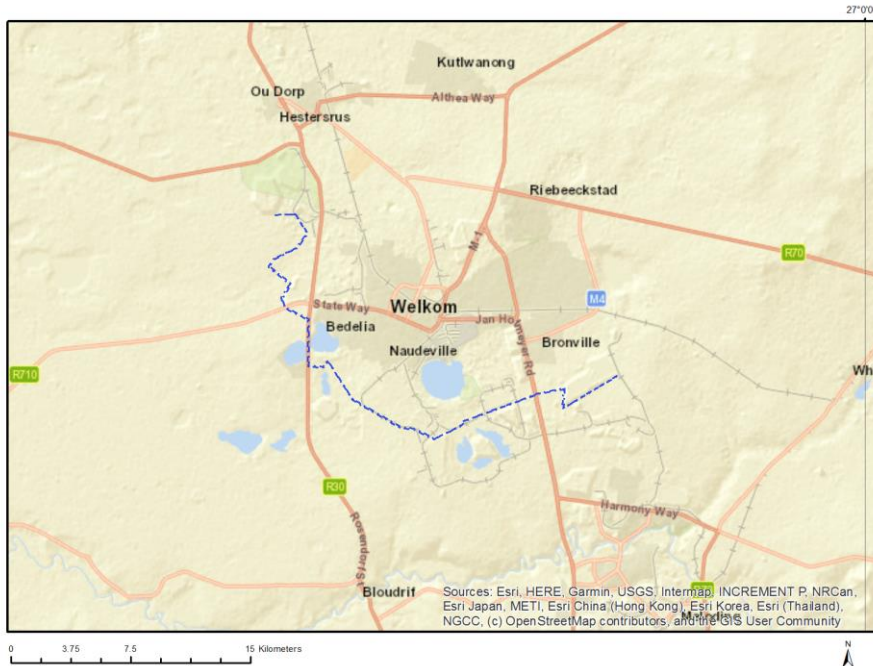 27°0'0
Kutlwanong
Ou Dorp
Althea Way
Hestersrus
Riebeeckstad
M-1
R70
M4
State Way
Welkom
Jan Ho
meyer Rd
Bedelia
Bronville
Naudeville
R710
Wh
R30
Harmony Way
Rosendorf St
Bloudrif
Sources: Esri, HERE, Garmin, USGS, Intermap, INCREMENT P, NRCan,
Esri Japan, METI, Esri China (Hong Kong), Esri Korea, Esri (Thailand),
NGCC, (c) OpenStreetMap contributors, and the GIS User Community
0 3.75 7.5 15 Kilometers
N